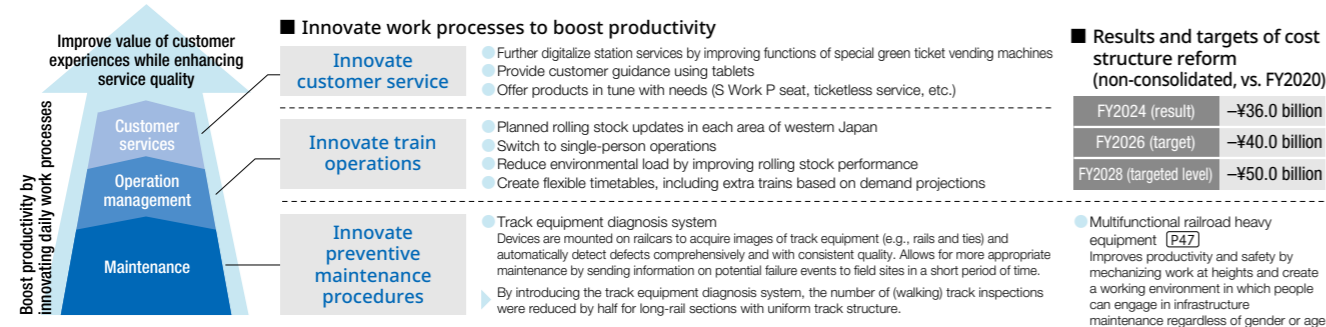 Improve value of customer
experiences while enhancing
service quality
Customer
services
Operation
management
Maintenance
Boost productivity by
innovating daily work processes
■ Innovate work processes to boost productivity
Innovate
customer service
Further digitalize station services by improving functions of special green ticket vending machines
Provide customer guidance using tablets
Offer products in tune with needs (S Work P seat, ticketless service, etc.)
Innovate train
operations
Planned rolling stock updates in each area of western Japan
Switch to single-person operations
Reduce environmental load by improving rolling stock performance
Create flexible timetables, including extra trains based on demand projections
Innovate
preventive
maintenance
procedures
Track equipment diagnosis system
Devices are mounted on railcars to acquire images of track equipment (e.g., rails and ties) and
automatically detect defects comprehensively and with consistent quality. Allows for more appropriate
maintenance by sending information on potential failure events to field sites in a short period of time.
By introducing the track equipment diagnosis system, the number of (walking) track inspections
were reduced by half for long-rail sections with uniform track structure.
■ Results and targets of cost
structure reform
(non-consolidated, vs. FY2020)
FY2024 (result) –¥36.0 billion
FY2026 (target) –¥40.0 billion
FY2028 (targeted level) –¥50.0 billion
Multifunctional railroad heavy
equipment P47
Improves productivity and safety by
mechanizing work at heights and create
a working environment in which people
can engage in infrastructure
maintenance regardless of gender or age